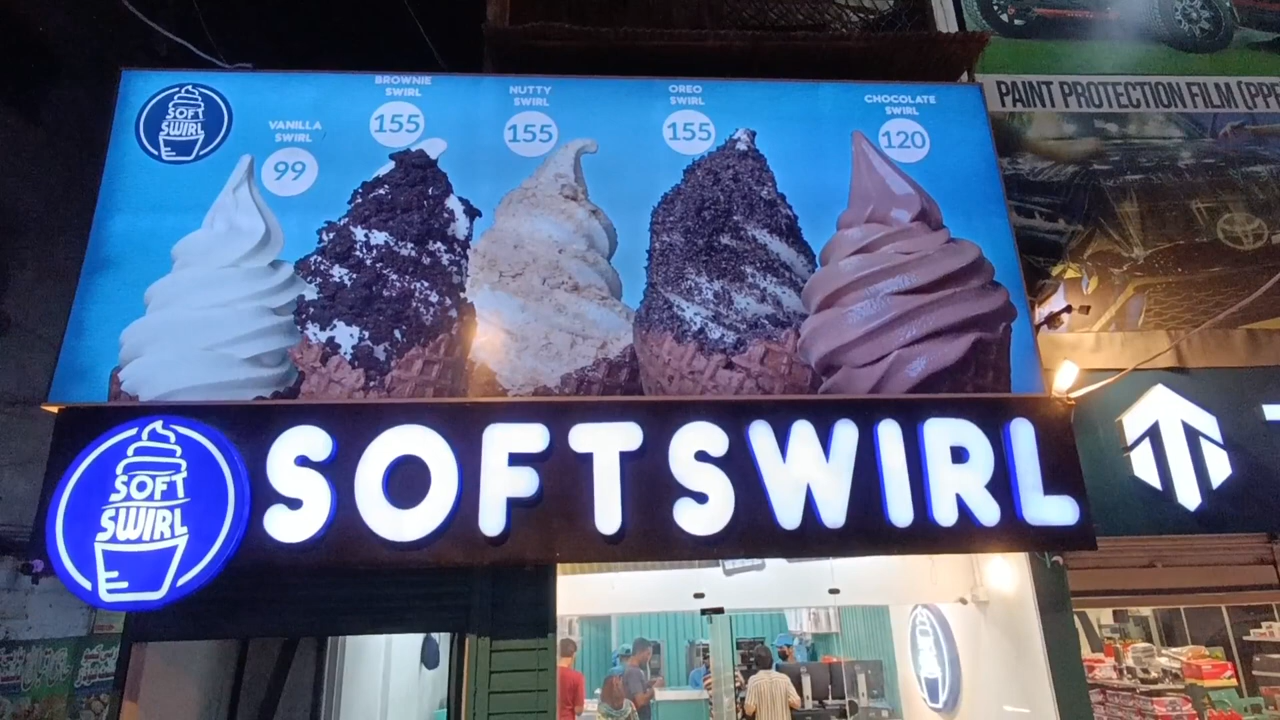 SOFT
SWIRL
VANILLA
SWIRL
99
BROWNIE
SWIRL
155
NUTTY
SWIRL
155
OREO
SWIRL
155
CHOCOLATE
SWIRL
120
PAINT PROTECTION FILM (PPF
SOFT
SWIRL
SOFTSWIRL